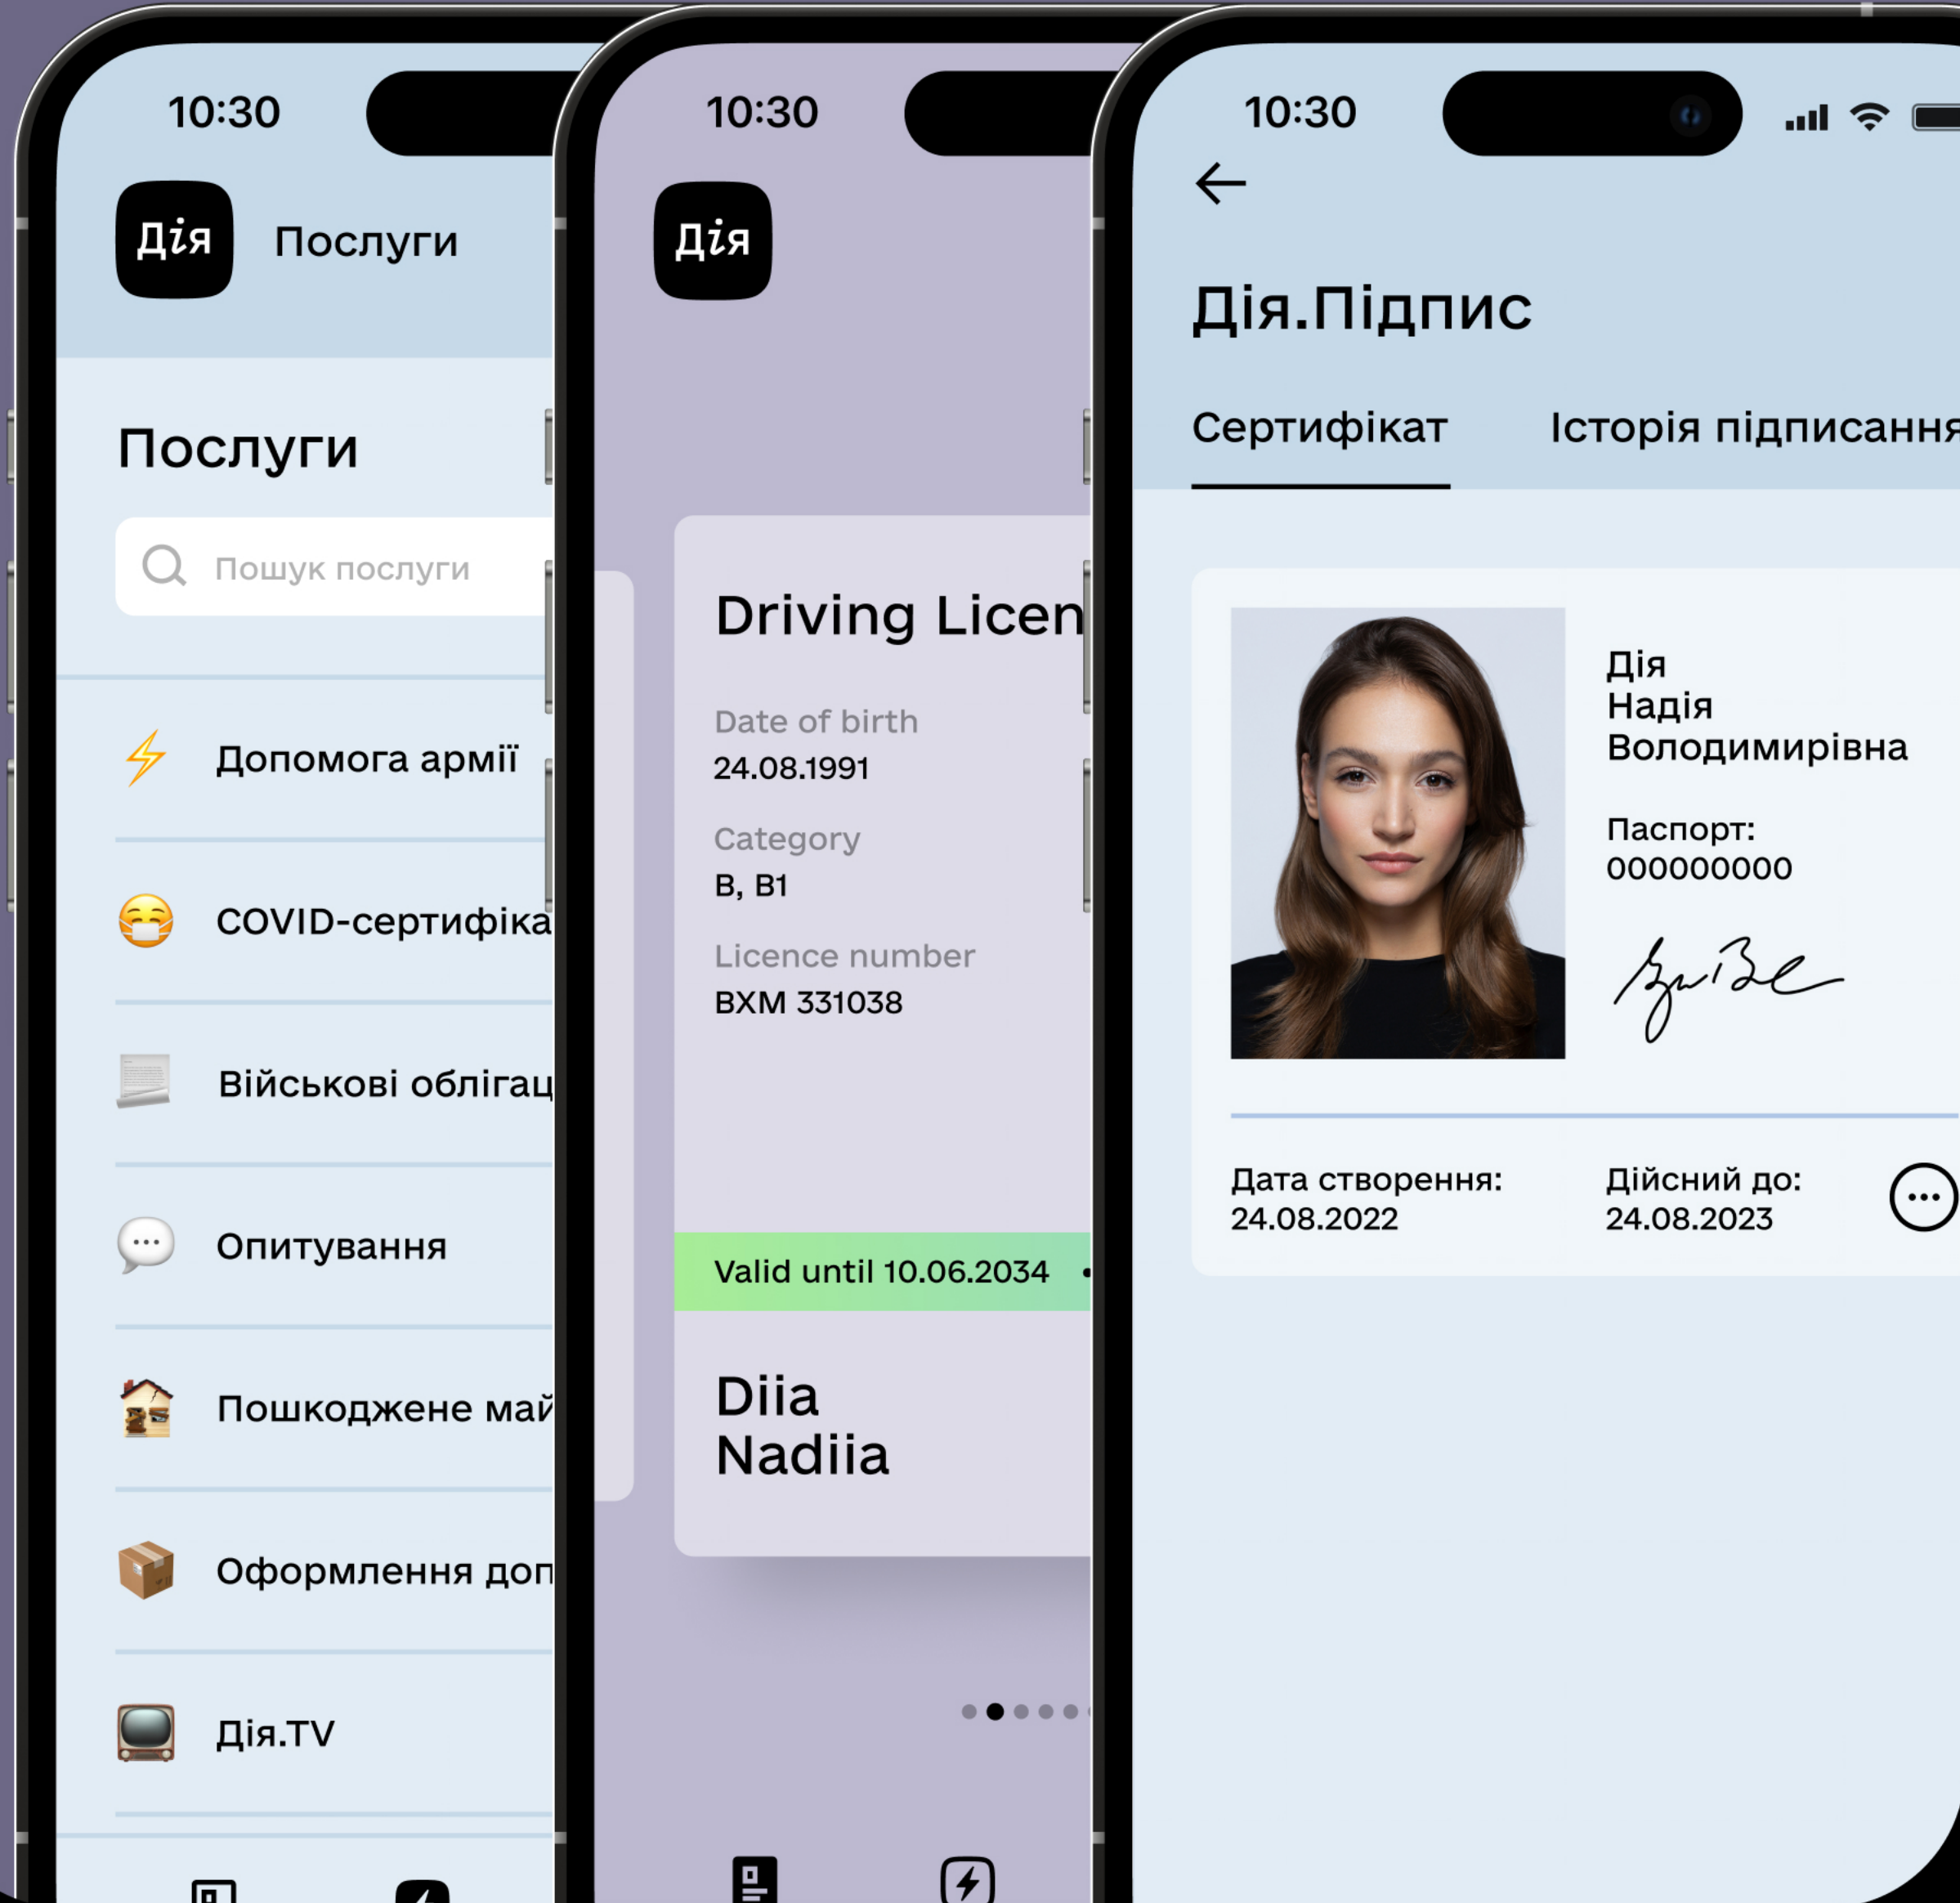 10:30
Дія
Послуги
Послуги
Пошук послуги
Допомога армії
COVID-сертифіка
Військові облігац
Опитування
Пошкоджене май
Оформлення доп
Дія.TV
10:30
Дія
Driving Licen
Date of birth
24.08.1991
Category
B, B1
Licence number
BXM 331038
Valid until 10.06.2034 •
Diia
Nadiia
10:30
Дія.Підпис
Сертифікат Історія підписання
Дія
Надія
Володимирівна
Паспорт:
000000000
Дата створення:
24.08.2022
Дійсний до:
24.08.2023